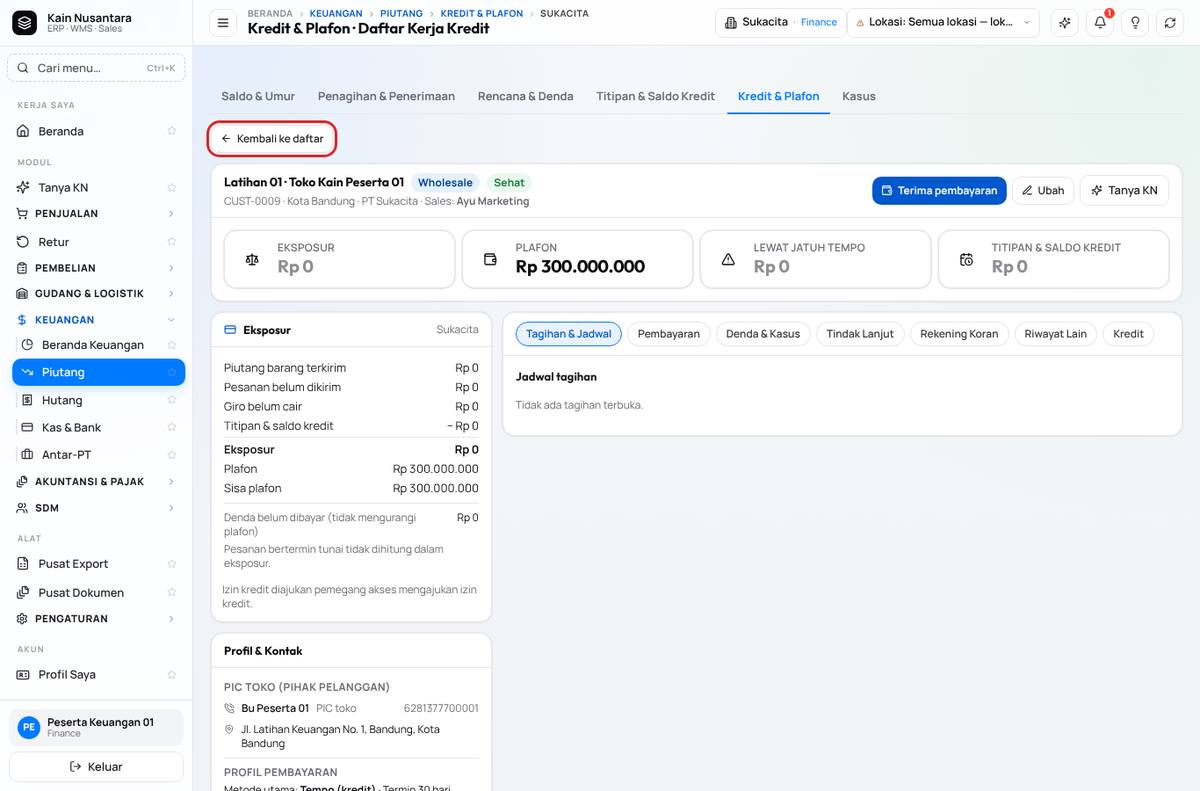 Kain Nusantara
ERP · WMS · Sales
Cari menu...
Ctrl+K
KERJA SAYA
Beranda
MODUL
Tanya KN
PENJUALAN
Retur
PEMBELIAN
GUDANG & LOGISTIK
KEUANGAN
Beranda Keuangan
Piutang
Hutang
Kas & Bank
Antar-PT
AKUNTANSI & PAJAK
SDM
ALAT
Pusat Export
Pusat Dokumen
PENGATURAN
AKUN
Profil Saya
PE
Peserta Keuangan 01
Finance
Keluar
BERANDA > KEUANGAN > PIUTANG > KREDIT & PLAFON > SUKACITA
Kredit & Plafon · Daftar Kerja Kredit
Sukacita · Finance
Lokasi: Semua lokasi — lok...
1
Saldo & Umur
Penagihan & Penerimaan
Rencana & Denda
Titipan & Saldo Kredit
Kredit & Plafon
Kasus
Kembali ke daftar
Latihan 01 · Toko Kain Peserta 01
Wholesale
Sehat
CUST-0009 · Kota Bandung · PT Sukacita · Sales: Ayu Marketing
Terima pembayaran
Ubah
Tanya KN
EKSPOSUR
Rp 0
PLAFON
Rp 300.000.000
LEWAT JATUH TEMPO
Rp 0
TITIPAN & SALDO KREDIT
Rp 0
Eksposur
Sukacita
Piutang barang terkirim Rp 0
Pesanan belum dikirim Rp 0
Giro belum cair Rp 0
Titipan & saldo kredit – Rp 0
Eksposur Rp 0
Plafon Rp 300.000.000
Sisa plafon Rp 300.000.000
Denda belum dibayar (tidak mengurangi Rp 0
plafon)
Pesanan bertermin tunai tidak dihitung dalam
eksposur.
Izin kredit diajukan pemegang akses mengajukan izin
kredit.
Tagihan & Jadwal
Pembayaran
Denda & Kasus
Tindak Lanjut
Rekening Koran
Riwayat Lain
Kredit
Jadwal tagihan
Tidak ada tagihan terbuka.
Profil & Kontak
PIC TOKO (PIHAK PELANGGAN)
Bu Peserta 01 PIC toko 6281377700001
Jl. Latihan Keuangan No. 1, Bandung, Kota
Bandung
PROFIL PEMBAYARAN
Metode utama: Tempo (kredit) · Termin 30 hari